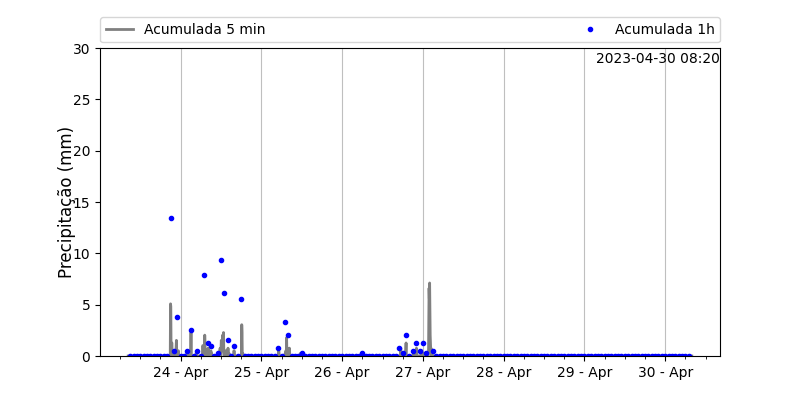 Acumulada 5 min
Acumulada 1h
2023-04-30 08:20
Precipitação (mm)
30
25
20
15
10
5
0
24 - Apr
25 - Apr
26 - Apr
27 - Apr
28 - Apr
29 - Apr
30 - Apr